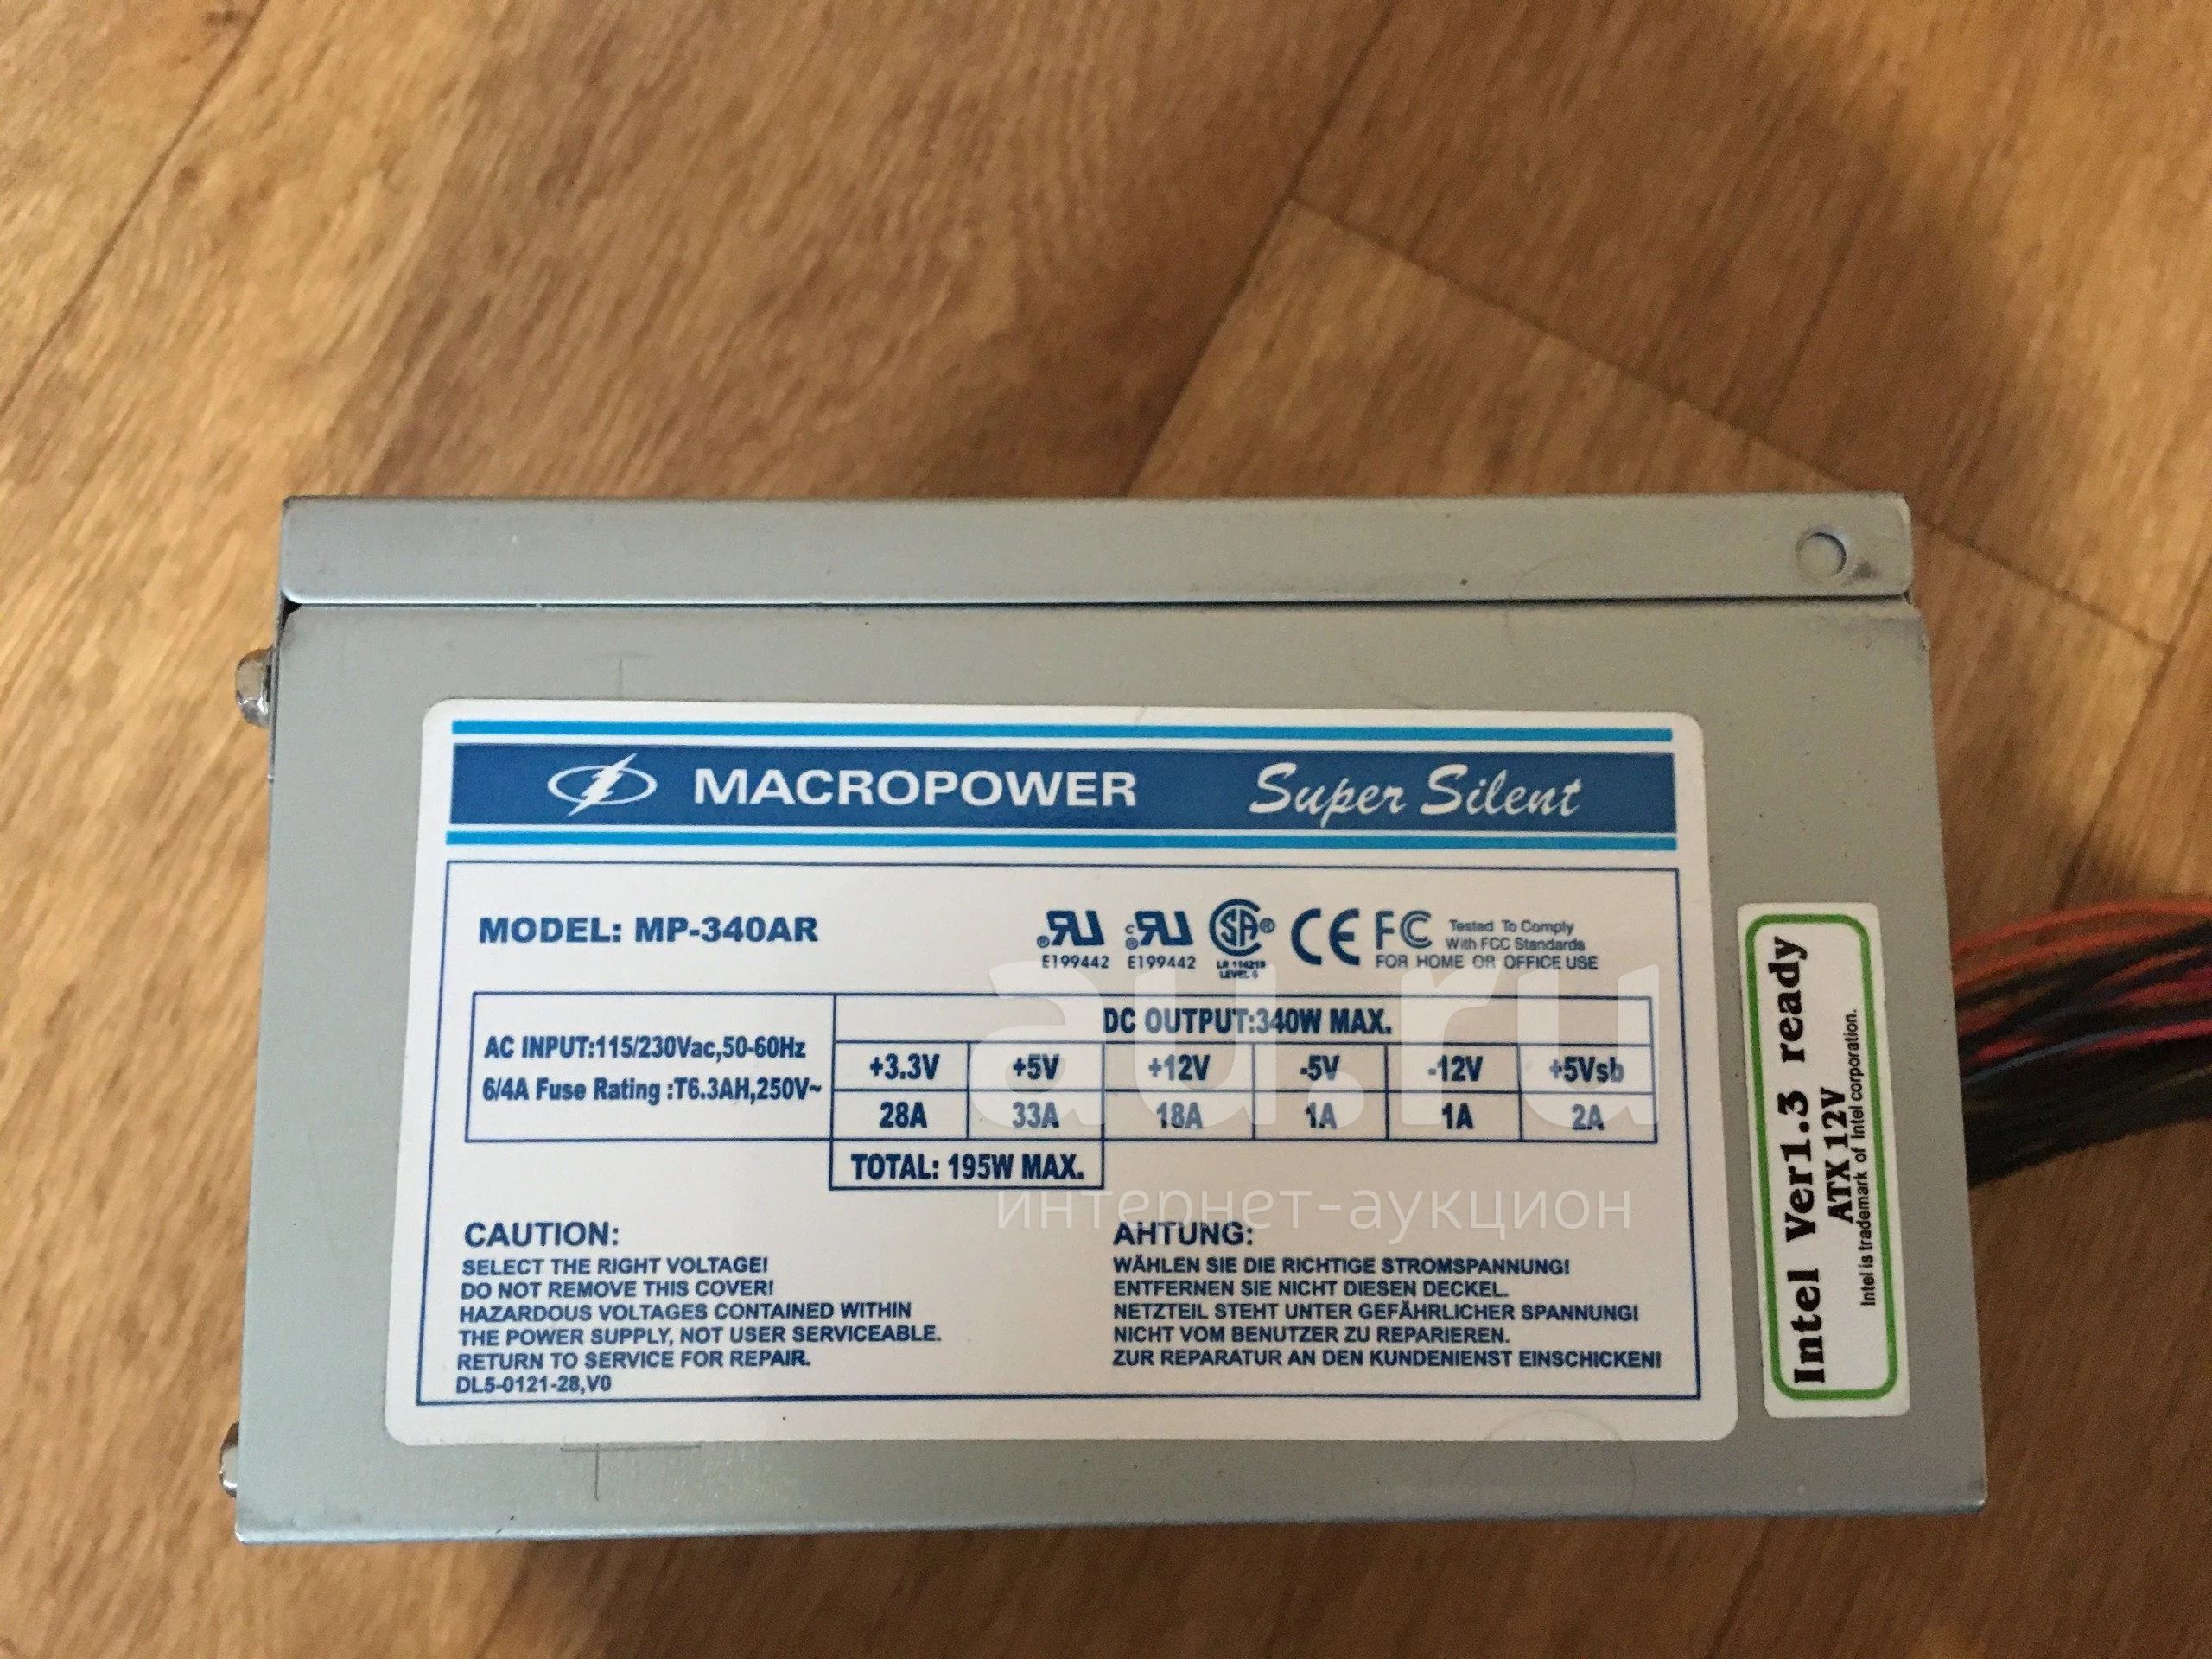 MACROPOWER Super Silent
MODEL: MP-340AR
E199442 E199442
Tested To Comply
With FCC Standards
FOR HOME OR OFFICE USE
LEVEL 6
AC INPUT:115/230Vac,50-60Hz
6/4A Fuse Rating :T6.3AH,250V~
DC OUTPUT:340W MAX.
+3.3V +5V +12V -5V -12V +5Vsb
28A 33A 18A 1A 1A 2A
TOTAL: 195W MAX.
CAUTION:
SELECT THE RIGHT VOLTAGE!
DO NOT REMOVE THIS COVER!
HAZARDOUS VOLTAGES CONTAINED WITHIN
THE POWER SUPPLY, NOT USER SERVICEABLE.
RETURN TO SERVICE FOR REPAIR.
DL5-0121-28,V0
AHTUNG:
WÄHLEN SIE DIE RICHTIGE STROMSPANNUNG!
ENTFERNEN SIE NICHT DIESEN DECKEL.
NETZTEIL STEHT UNTER GEFÄHRLICHER SPANNUNG!
NICHT VOM BENUTZER ZU REPARIEREN.
ZUR REPARATUR AN DEN KUNDENIENST EINSCHICKEN!
Intel Ver1.3 ready
ATX12V
Intel is trademark of Intel corporation.
au.ru
интернет-аукцион